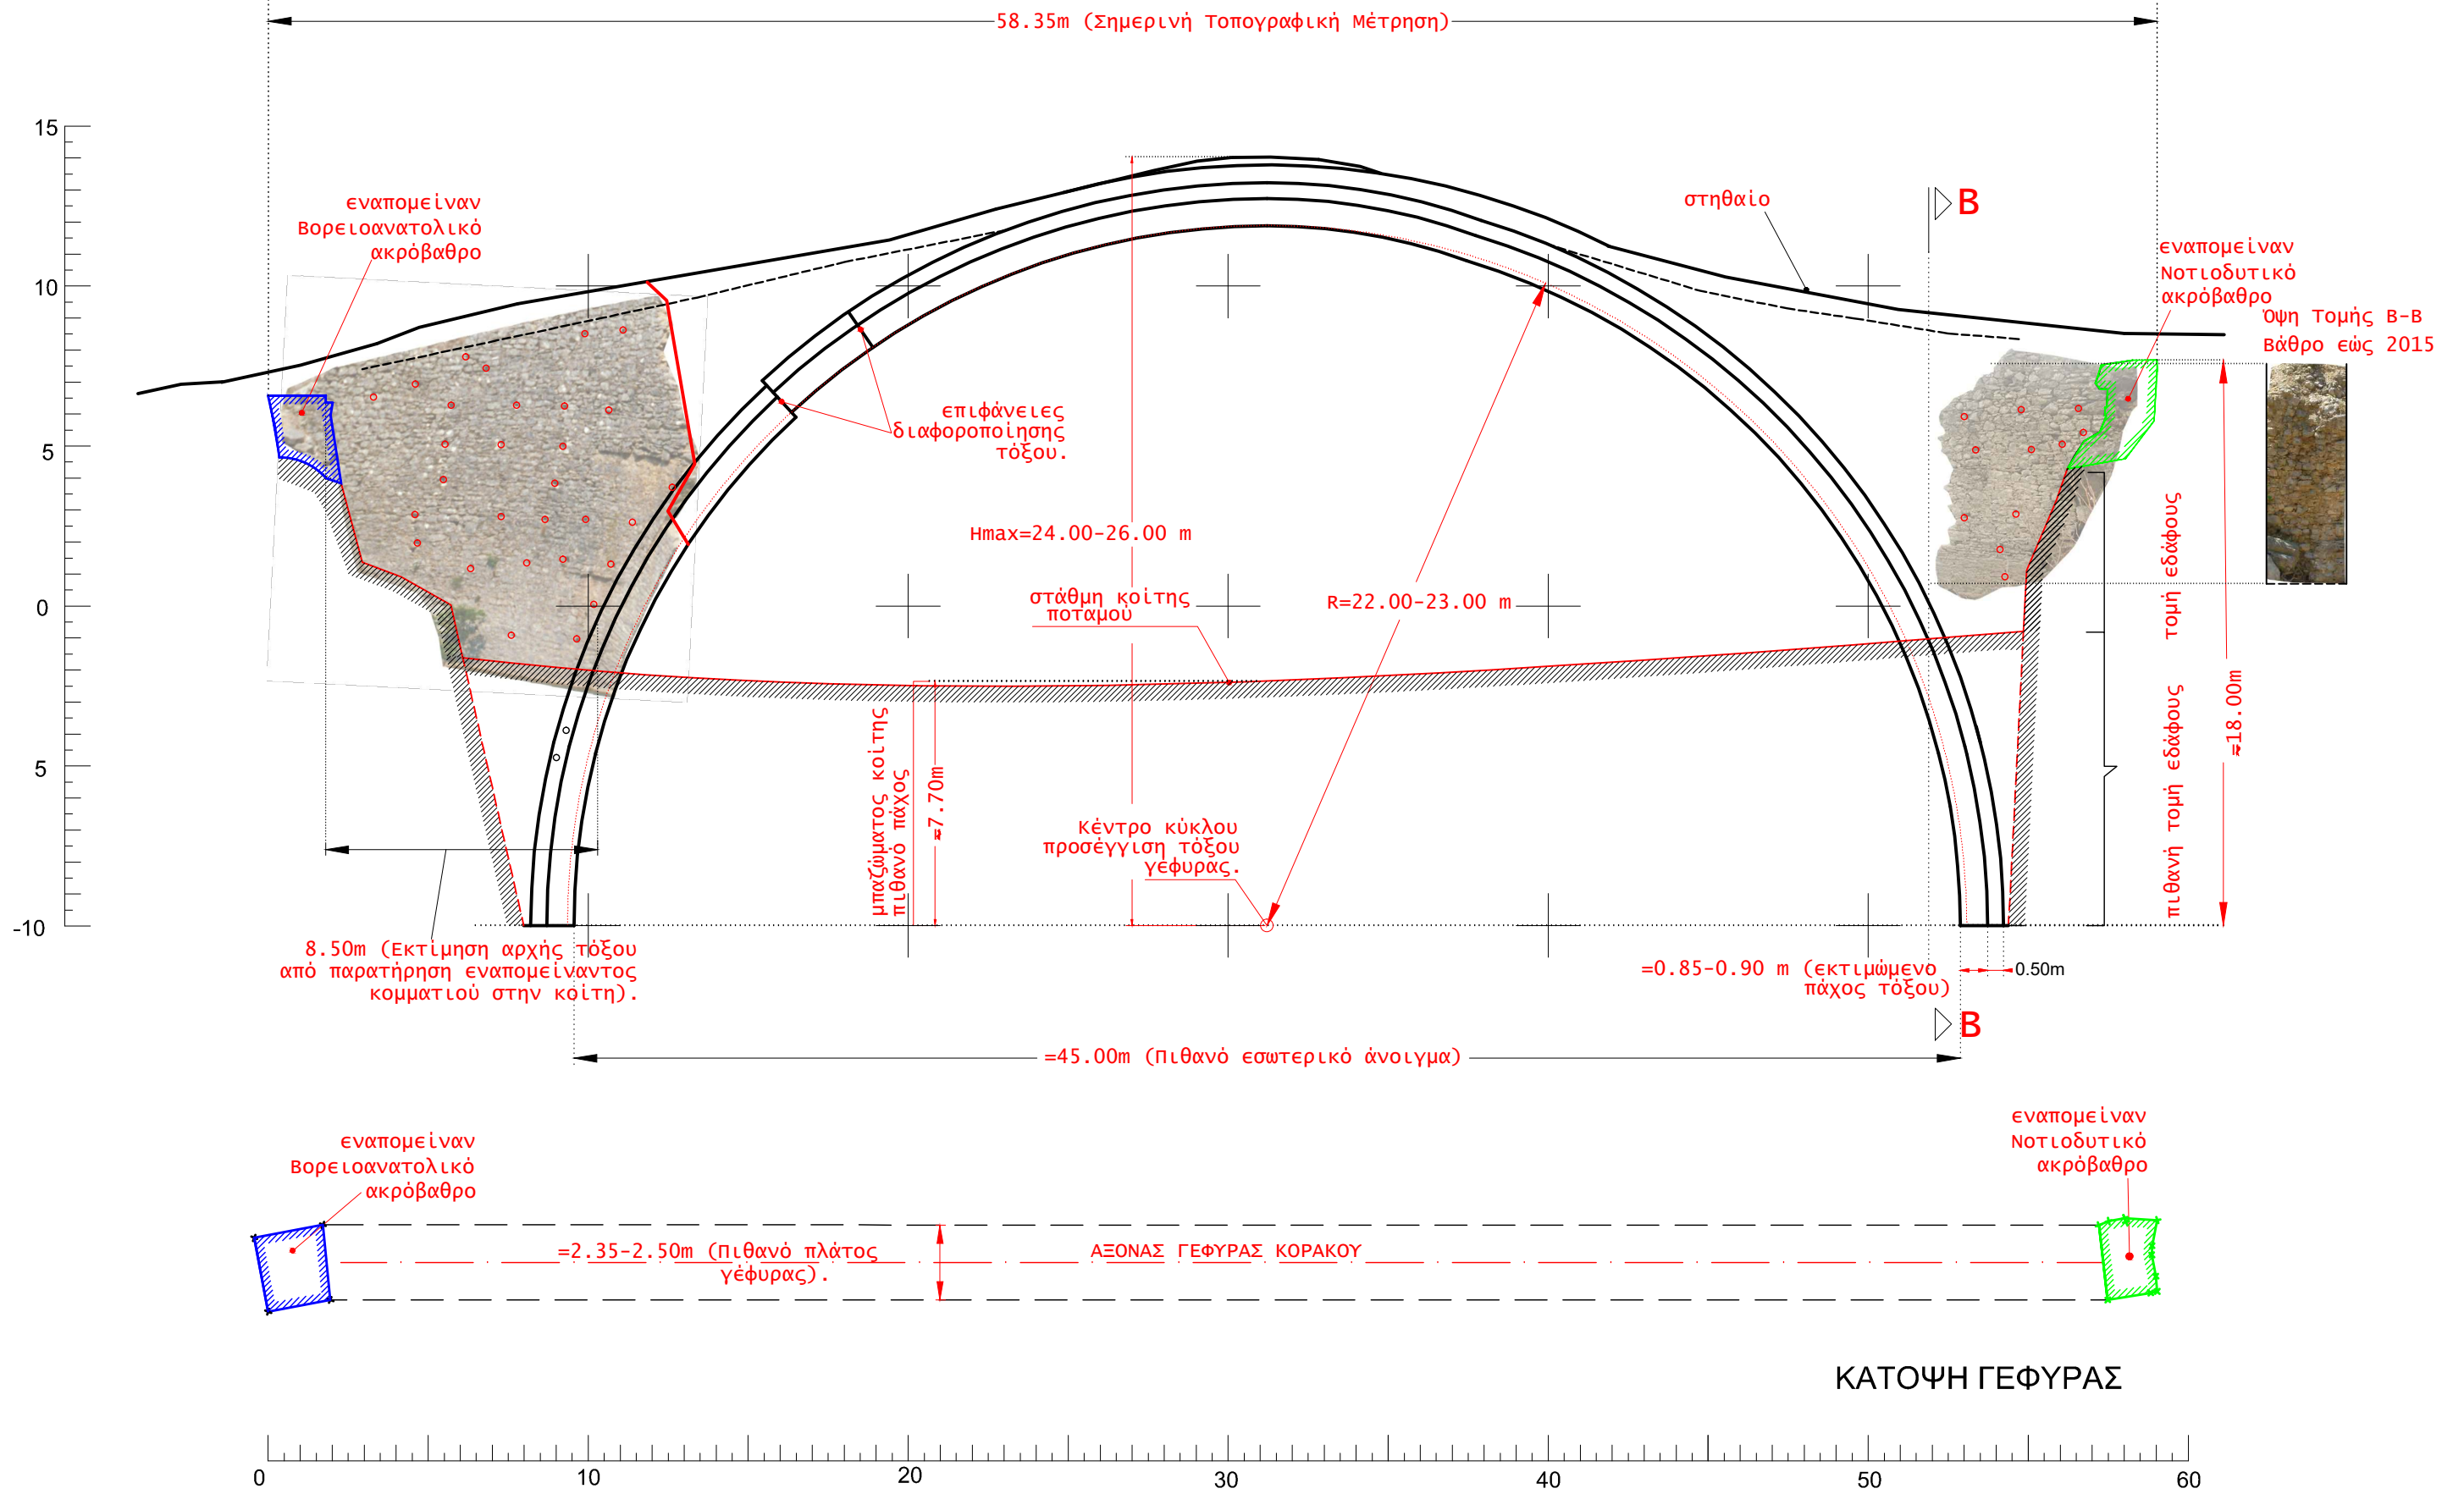 58.35m (Σημερινή Τοπογραφική Μέτρηση)
15
10
5
0
5
-10
εναπομείναν
Βορειοανατολικό
ακρόβαθρο
στηθαίο
B
εναπομείναν
Νοτιοδυτικό
ακρόβαθρο
Όψη Τομής Β-Β
Βάθρο εώς 2015
επιφάνειες
διαφοροποίησης
τόξου.
Hmax=24.00-26.00 m
στάθμη κοίτης
ποταμού
R=22.00-23.00 m
τομή εδάφους
πιθανή τομή εδάφους
≂18.00m
μπαζώματος κοίτης
πιθανό πάχος
≂7.70m
Κέντρο κύκλου
προσέγγιση τόξου
γέφυρας.
8.50m (Εκτίμηση αρχής τόξου
από παρατήρηση εναπομείναντος
κομματιού στην κοίτη).
=0.85-0.90 m (εκτιμώμενο
πάχος τόξου)
0.50m
B
=45.00m (Πιθανό εσωτερικό άνοιγμα)
εναπομείναν
Βορειοανατολικό
ακρόβαθρο
εναπομείναν
Νοτιοδυτικό
ακρόβαθρο
=2.35-2.50m (Πιθανό πλάτος
γέφυρας).
ΑΞΟΝΑΣ ΓΕΦΥΡΑΣ ΚΟΡΑΚΟΥ
ΚΑΤΟΨΗ ΓΕΦΥΡΑΣ
0 10 20 30 40 50 60